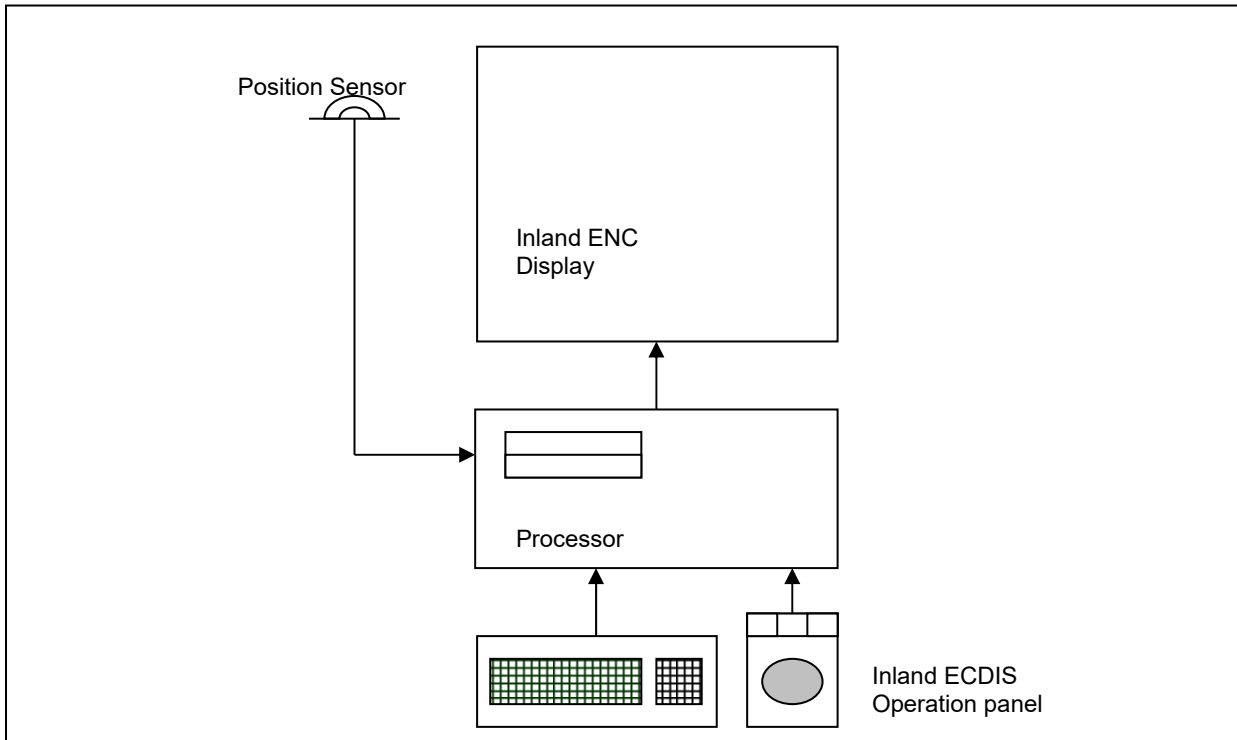 Position Sensor
Inland ENC
Display
Processor
Inland ECDIS
Operation panel